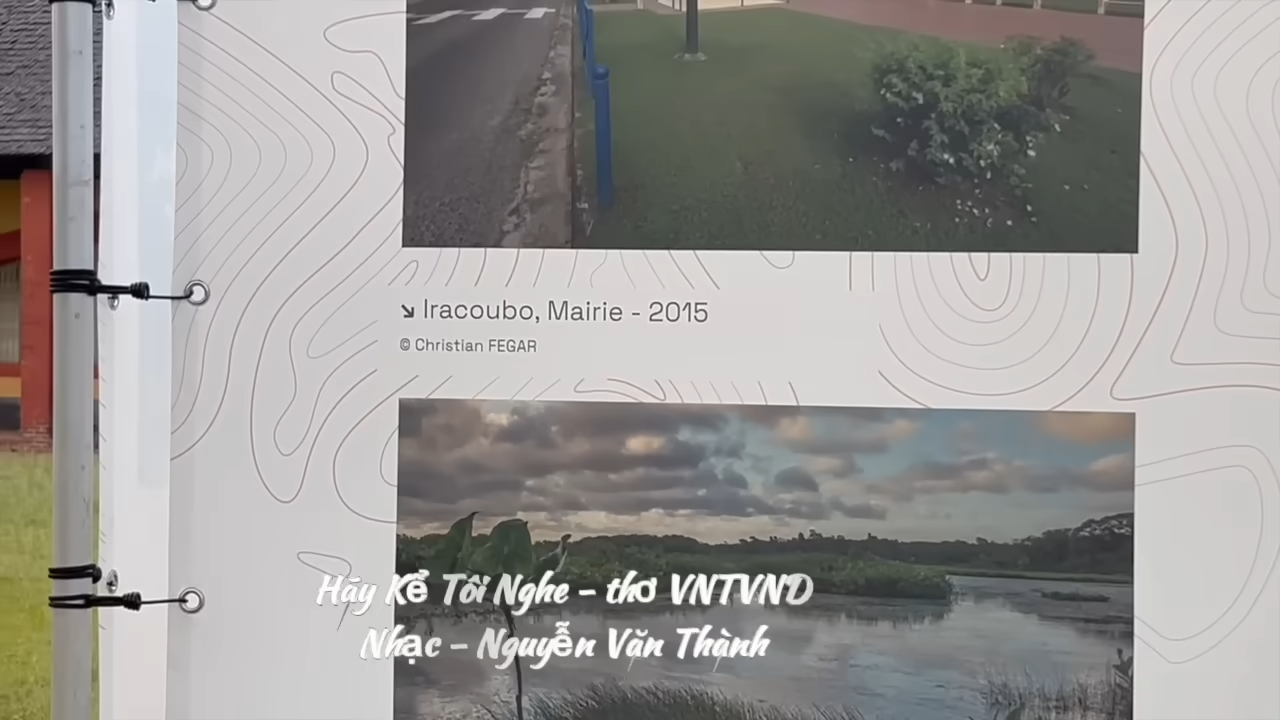 ↘ Iracoubo, Mairie - 2015
© Christian FEGAR
Hãy Kể Tôi Nghe - thơ VNTVND
Nhạc - Nguyễn Văn Thành